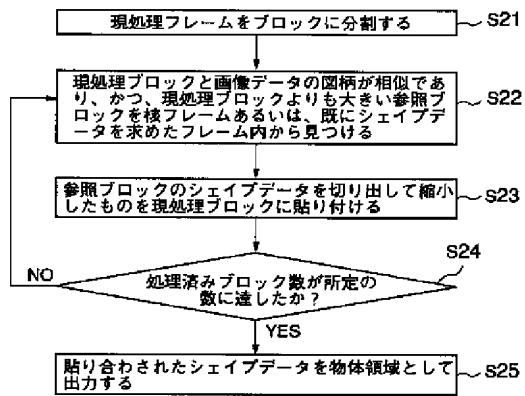 現処理フレームをブロックに分割する
S21
現処理ブロックと画像データの図柄が相似であ
り、かつ、現処理ブロックよりも大きい参照ブ
ロックを核フレームあるいは、既にシェイプデ
ータを求めたフレーム内から見つける
S22
参照ブロックのシェイプデータを切り出して縮小
したものを現処理ブロックに貼り付ける
S23
S24
処理済みブロック数が所定の
数に達したか？
NO
YES
貼り合わされたシェイプデータを物体領域として
出力する
S25